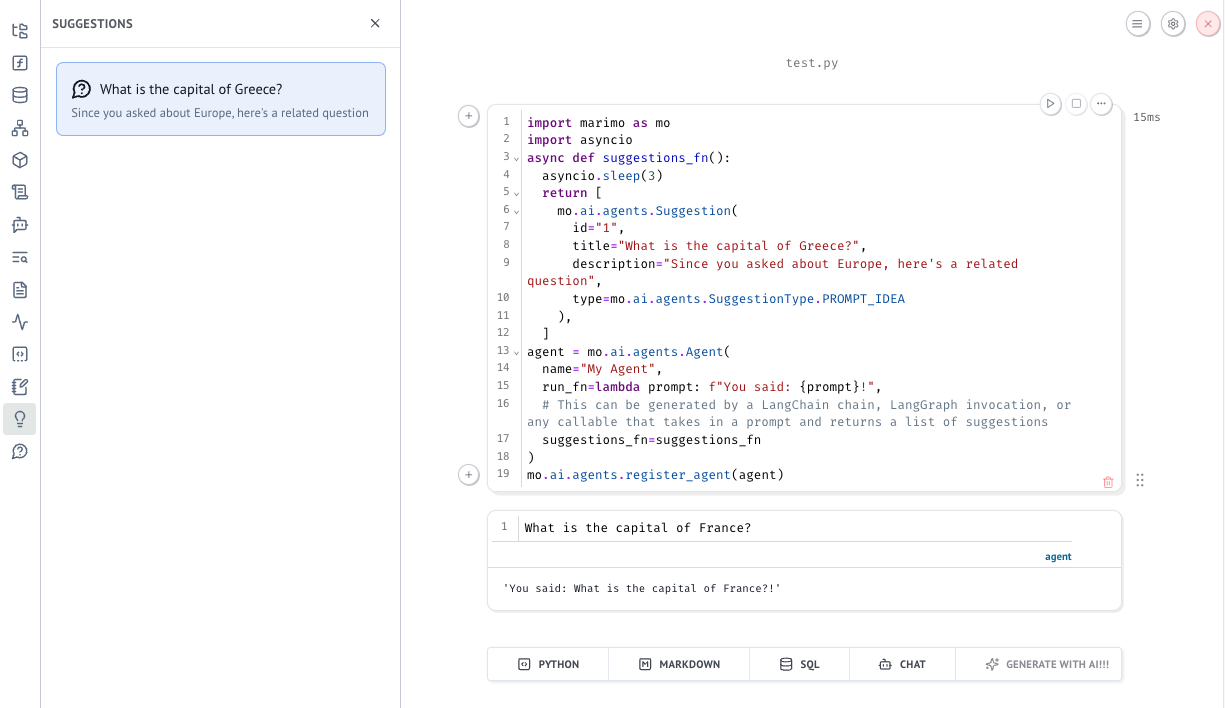 SUGGESTIONS
What is the capital of Greece?
Since you asked about Europe, here's a related question
test.py
15ms
1 import marimo as mo
2 import asyncio
3 async def suggestions_fn():
4   asyncio.sleep(3)
5   return [
6     mo.ai.agents.Suggestion(
7       id="1",
8       title="What is the capital of Greece?",
9       description="Since you asked about Europe, here's a related
question",
10       type=mo.ai.agents.SuggestionType.PROMPT_IDEA
11     ),
12   ]
13 agent = mo.ai.agents.Agent(
14   name="My Agent",
15   run_fn=lambda prompt: f"You said: {prompt}!",
16   # This can be generated by a LangChain chain, LangGraph invocation, or
any callable that takes in a prompt and returns a list of suggestions
17   suggestions_fn=suggestions_fn
18 )
19 mo.ai.agents.register_agent(agent)
1 What is the capital of France?
agent
'You said: What is the capital of France?!'
PYTHON MARKDOWN SQL CHAT GENERATE WITH AI!!!